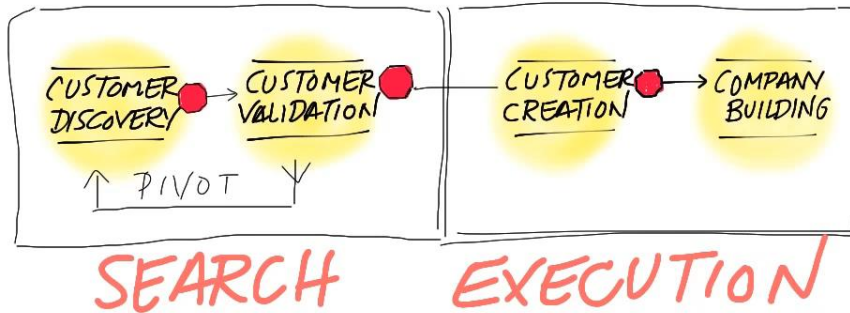 CUSTOMER
DISCOVERY
CUSTOMER
VALIDATION
CUSTOMER
CREATION
COMPANY
BUILDING
PIVOT
SEARCH
EXECUTION